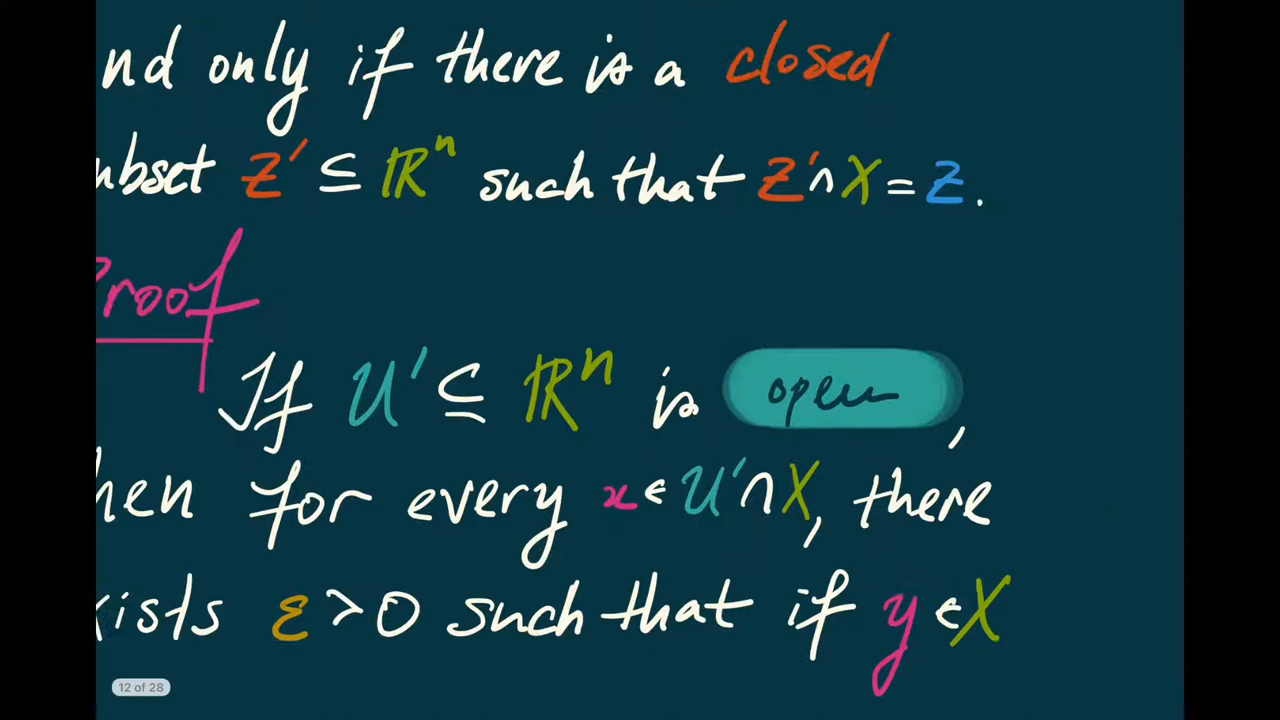 nd only if there is a closed
ubset Z' ⊆ ℝⁿ such that Z' ∩ X = Z.
Proof
If U' ⊆ ℝⁿ is open,
hen for every x ∈ U' ∩ X, there
xists ε > 0 such that if y ∈ X
12 of 28